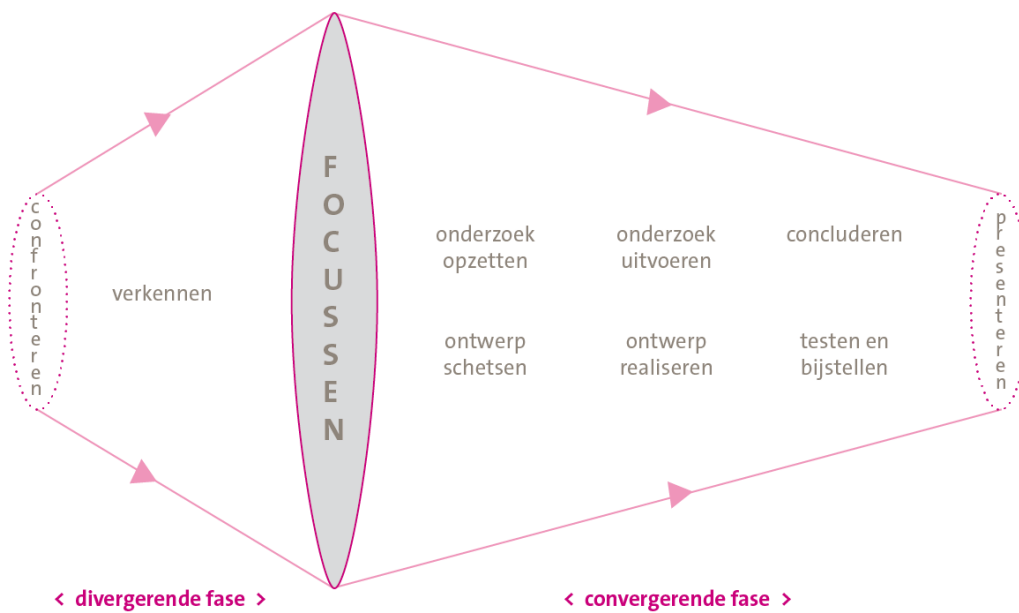 confronteren
verkennen
FOCUSSEN
onderzoek
opzetten
onderzoek
uitvoeren
concluderen
ontwerp
schetsen
ontwerp
realiseren
testen en
bijstellen
presenteren
< divergerende fase >
< convergerende fase >